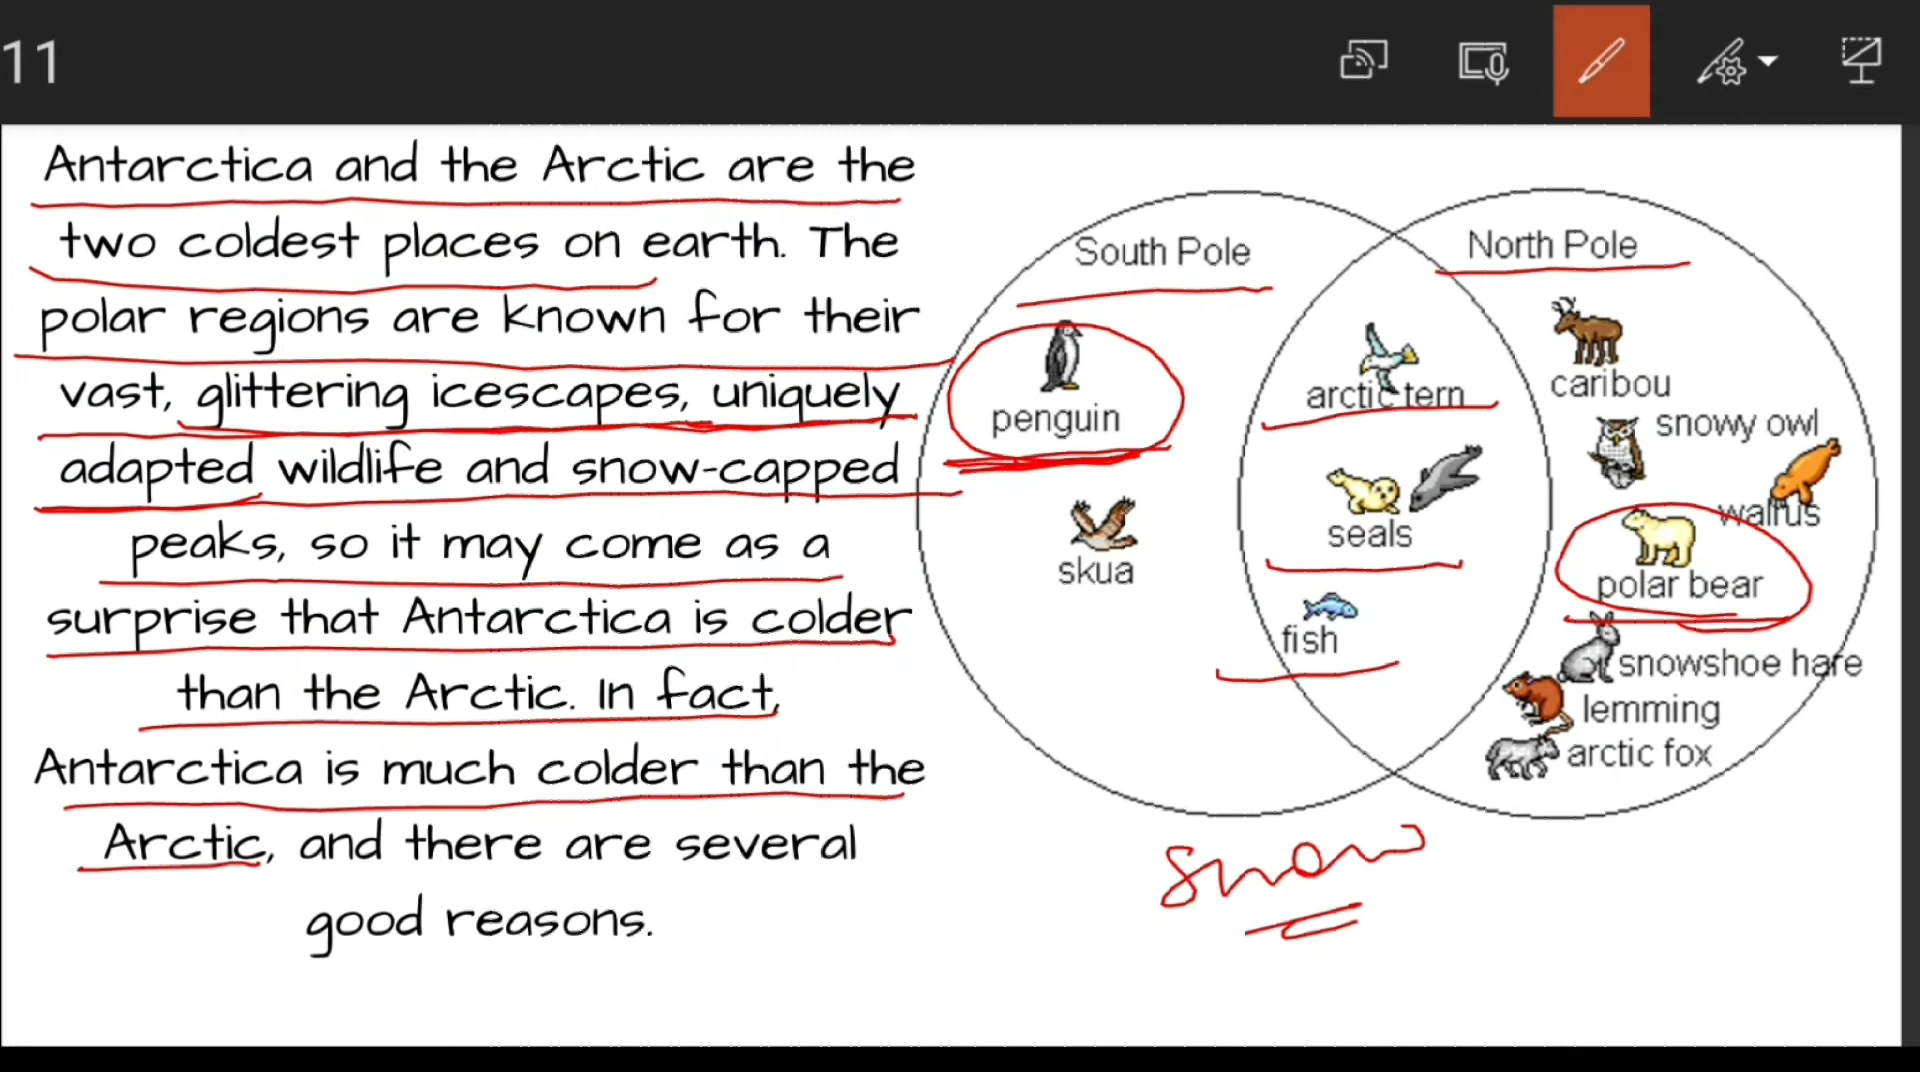 11
Antarctica and the Arctic are the
two coldest places on earth. The
polar regions are known for their
vast, glittering icescapes, uniquely
adapted wildlife and snow-capped
peaks, so it may come as a
surprise that Antarctica is colder
than the Arctic. In fact,
Antarctica is much colder than the
Arctic, and there are several
good reasons.
South Pole
penguin
skua
arctic tern
seals
fish
North Pole
caribou
snowy owl
walrus
polar bear
snowshoe hare
lemming
arctic fox
snow